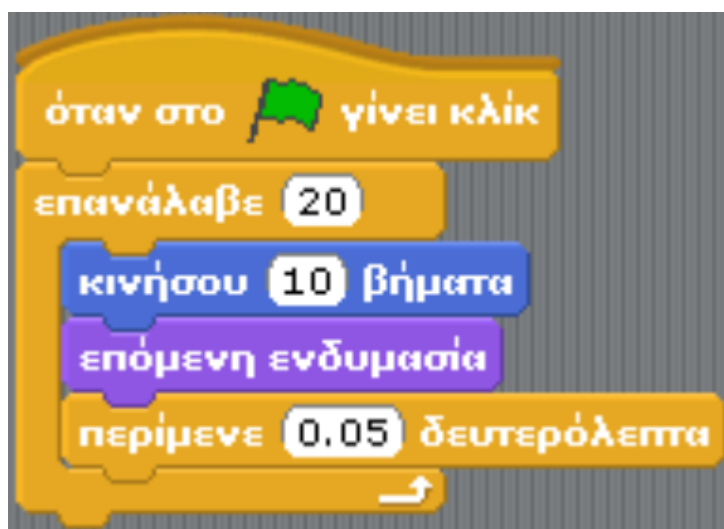 όταν στο γίνει κλίκ
επανάλαβε 20
κινήσου 10 βήματα
επόμενη ενδυμασία
περίμενε 0.05 δευτερόλεπτα